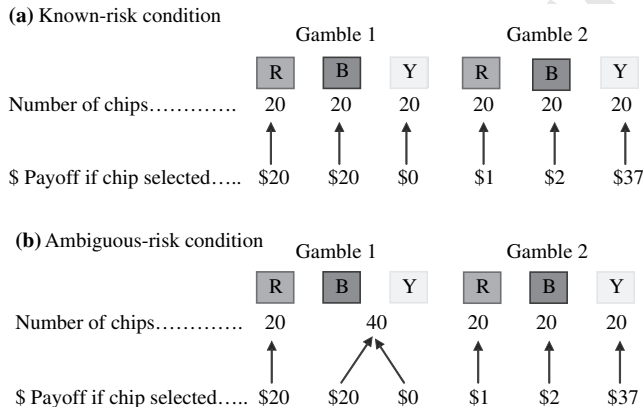 (a) Known-risk condition
Gamble 1 Gamble 2
R B Y R B Y
Number of chips…………. 20 20 20 20 20 20
$ Payoff if chip selected….. $20 $20 $0 $1 $2 $37
(b) Ambiguous-risk condition
Gamble 1 Gamble 2
R B Y R B Y
Number of chips…………. 20 40 20 20 20
$ Payoff if chip selected….. $20 $20 $0 $1 $2 $37